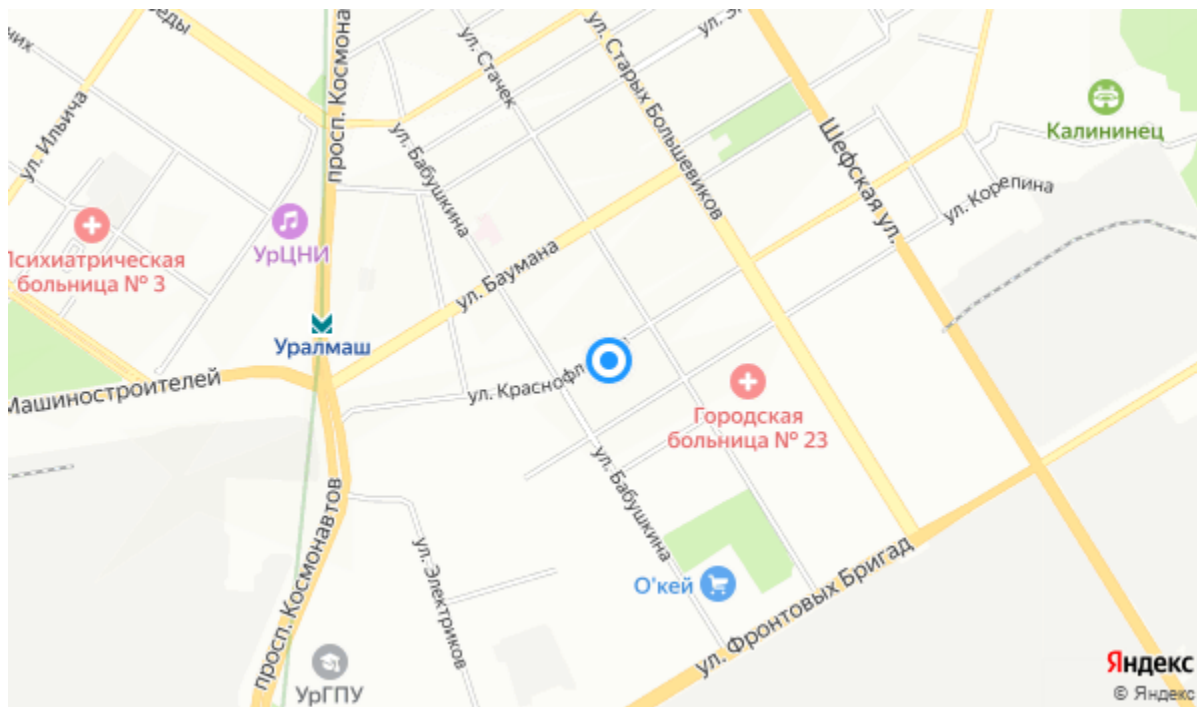 просп. Космона
ул. Стачек
ул. Старых Большевиков
ул. Ильича
ул. Бабушкина
Шефская ул.
Калининец
ул. Корепина
УрЦНИ
Психиатрическая
больница № 3
ул. Баумана
Уралмаш
Машиностроителей
ул. Краснофл
Городская
больница № 23
ул. Бабушкина
просп. Космонавтов
ул. Электриков
О'кей
ул. Фронтовых Бригад
УрГПУ
Яндекс
© Яндекс